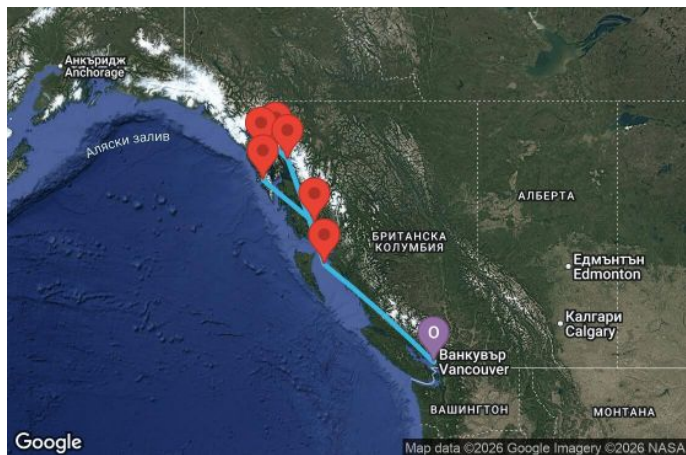 Анкъридж
Anchorage
Аляски залив
АЛБЕРТА
БРИТАНСКА
КОЛУМБИЯ
Едмънтън
Edmonton
Калгари
Calgary
O
Ванкувър
Vancouver
ВАШИНГТОН
МОНТАНА
Google
Map data ©2026 Google Imagery ©2026 NASA